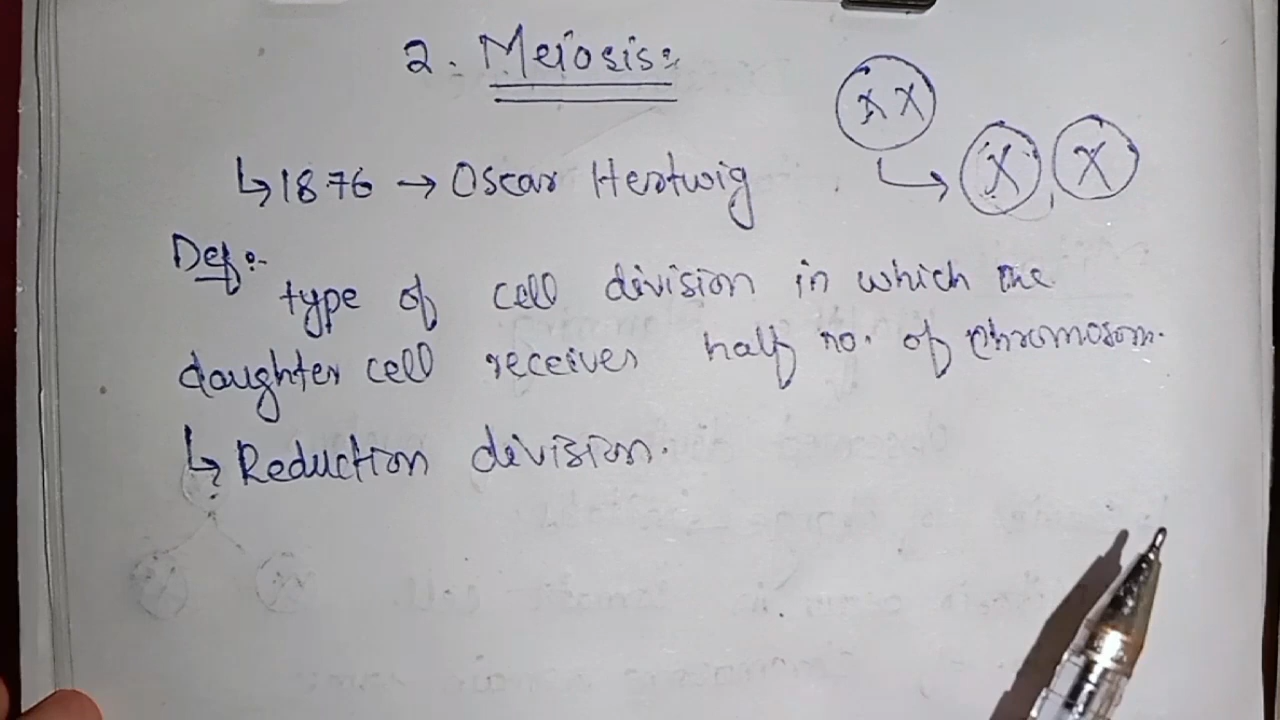 2. Meiosis:
↳ 1876 → Oscar Hertwig
Def:-
type of cell division in which the
daughter cell receives half no. of chromosom.
↳ Reduction division.